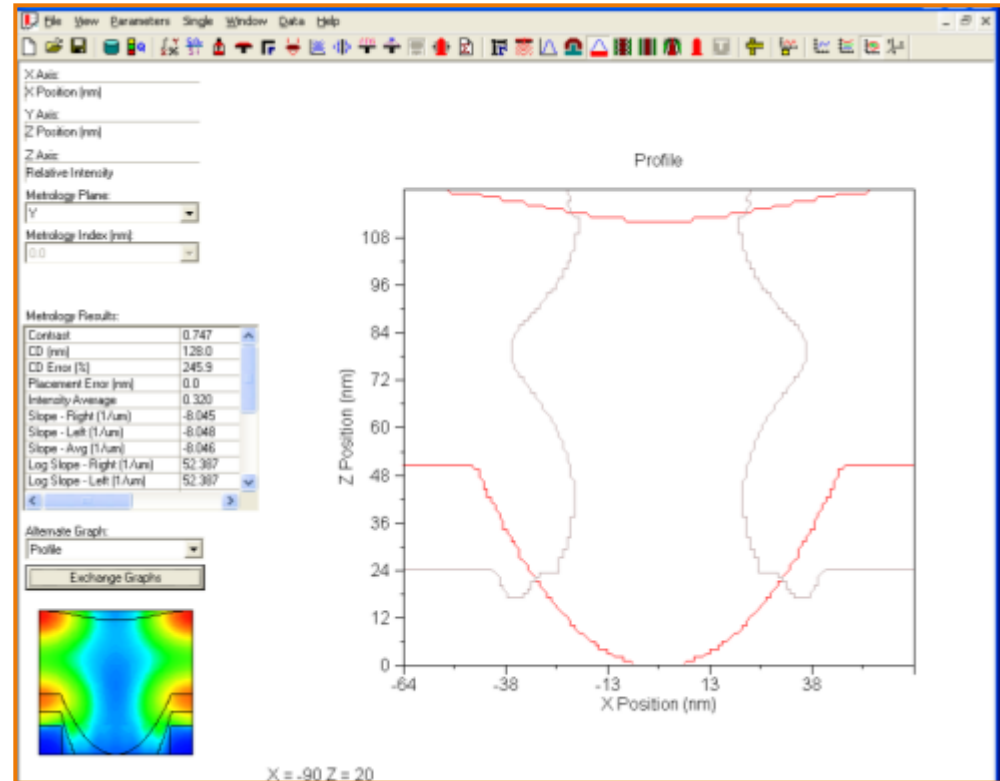 File View Parameters Single Window Data Help
X Axis:
X Position (nm)
Y Axis:
Z Position (nm)
Z Axis:
Relative Intensity
Metrology Plane:
Y
Metrology Index (nm):
0.0
Metrology Results:
Contrast 0.747
CD (nm) 128.0
CD Error (%) 245.9
Placement Error (nm) 0.0
Intensity Average 0.320
Slope - Right (1/um) -8.045
Slope - Left (1/um) -8.048
Slope - Avg (1/um) -8.046
Log Slope - Right (1/um) 52.387
Log Slope - Left (1/um) 52.387
Alternate Graph:
Profile
Exchange Graphs
Profile
Z Position (nm)
108
96
84
72
60
48
36
24
12
0
-64 -38 -13 13 38
X Position (nm)
X = -90 Z = 20